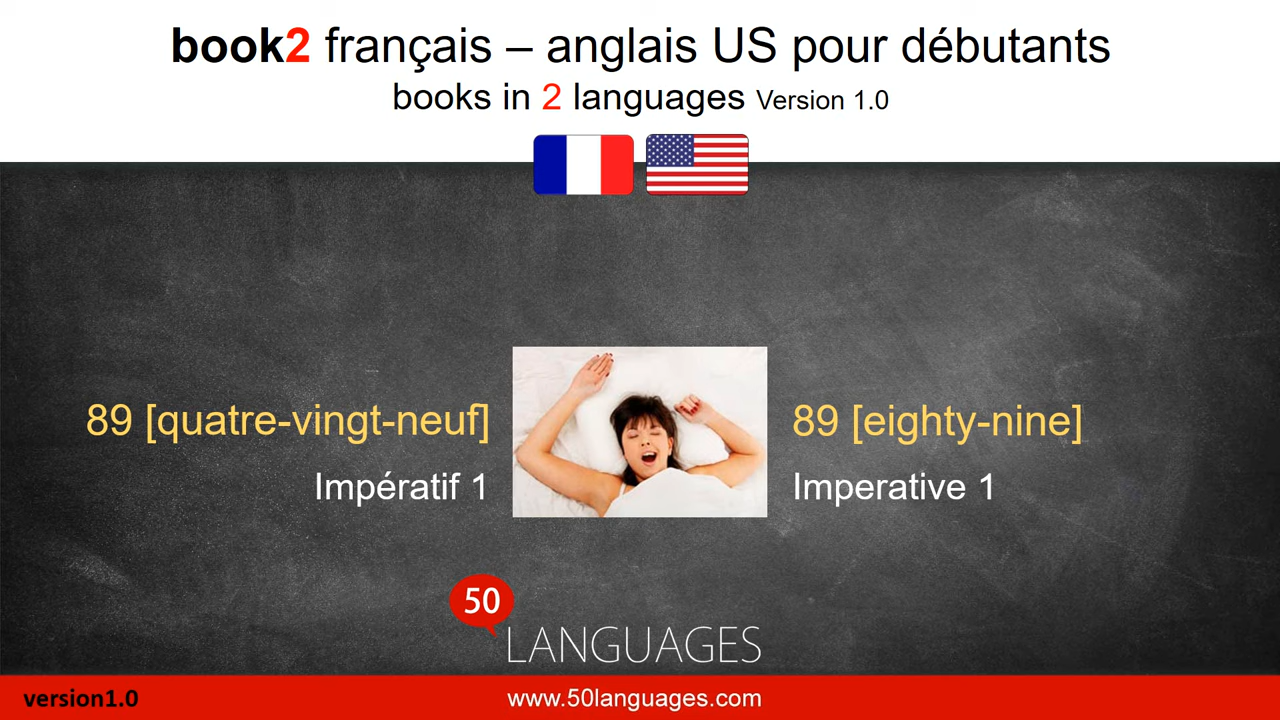 book2 français – anglais US pour débutants
books in 2 languages Version 1.0
89 [quatre-vingt-neuf]
Impératif 1
89 [eighty-nine]
Imperative 1
50
LANGUAGES
version1.0
www.50languages.com